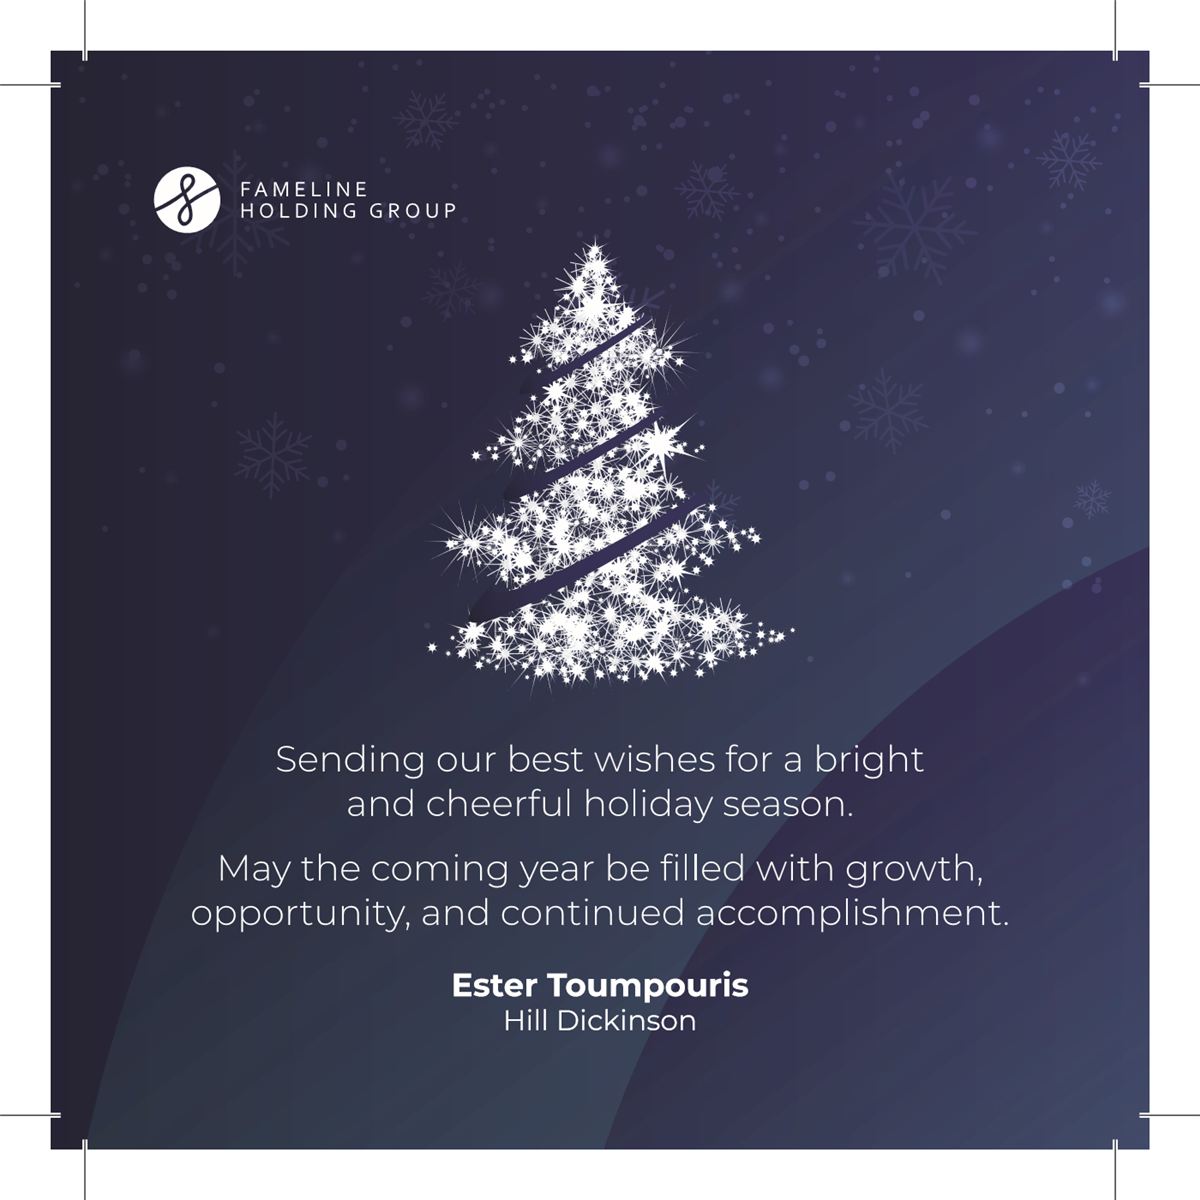 FAMELINE
HOLDING GROUP
Sending our best wishes for a bright
and cheerful holiday season.
May the coming year be filled with growth,
opportunity, and continued accomplishment.
Ester Toumpouris
Hill Dickinson